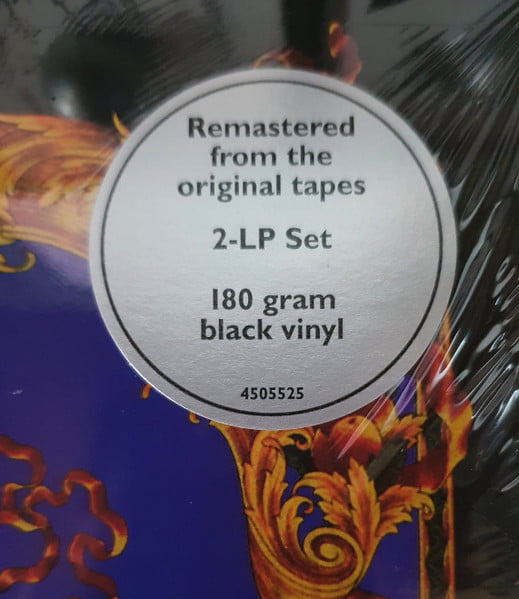 Remastered
from the
original tapes
2-LP Set
180 gram
black vinyl
4505525